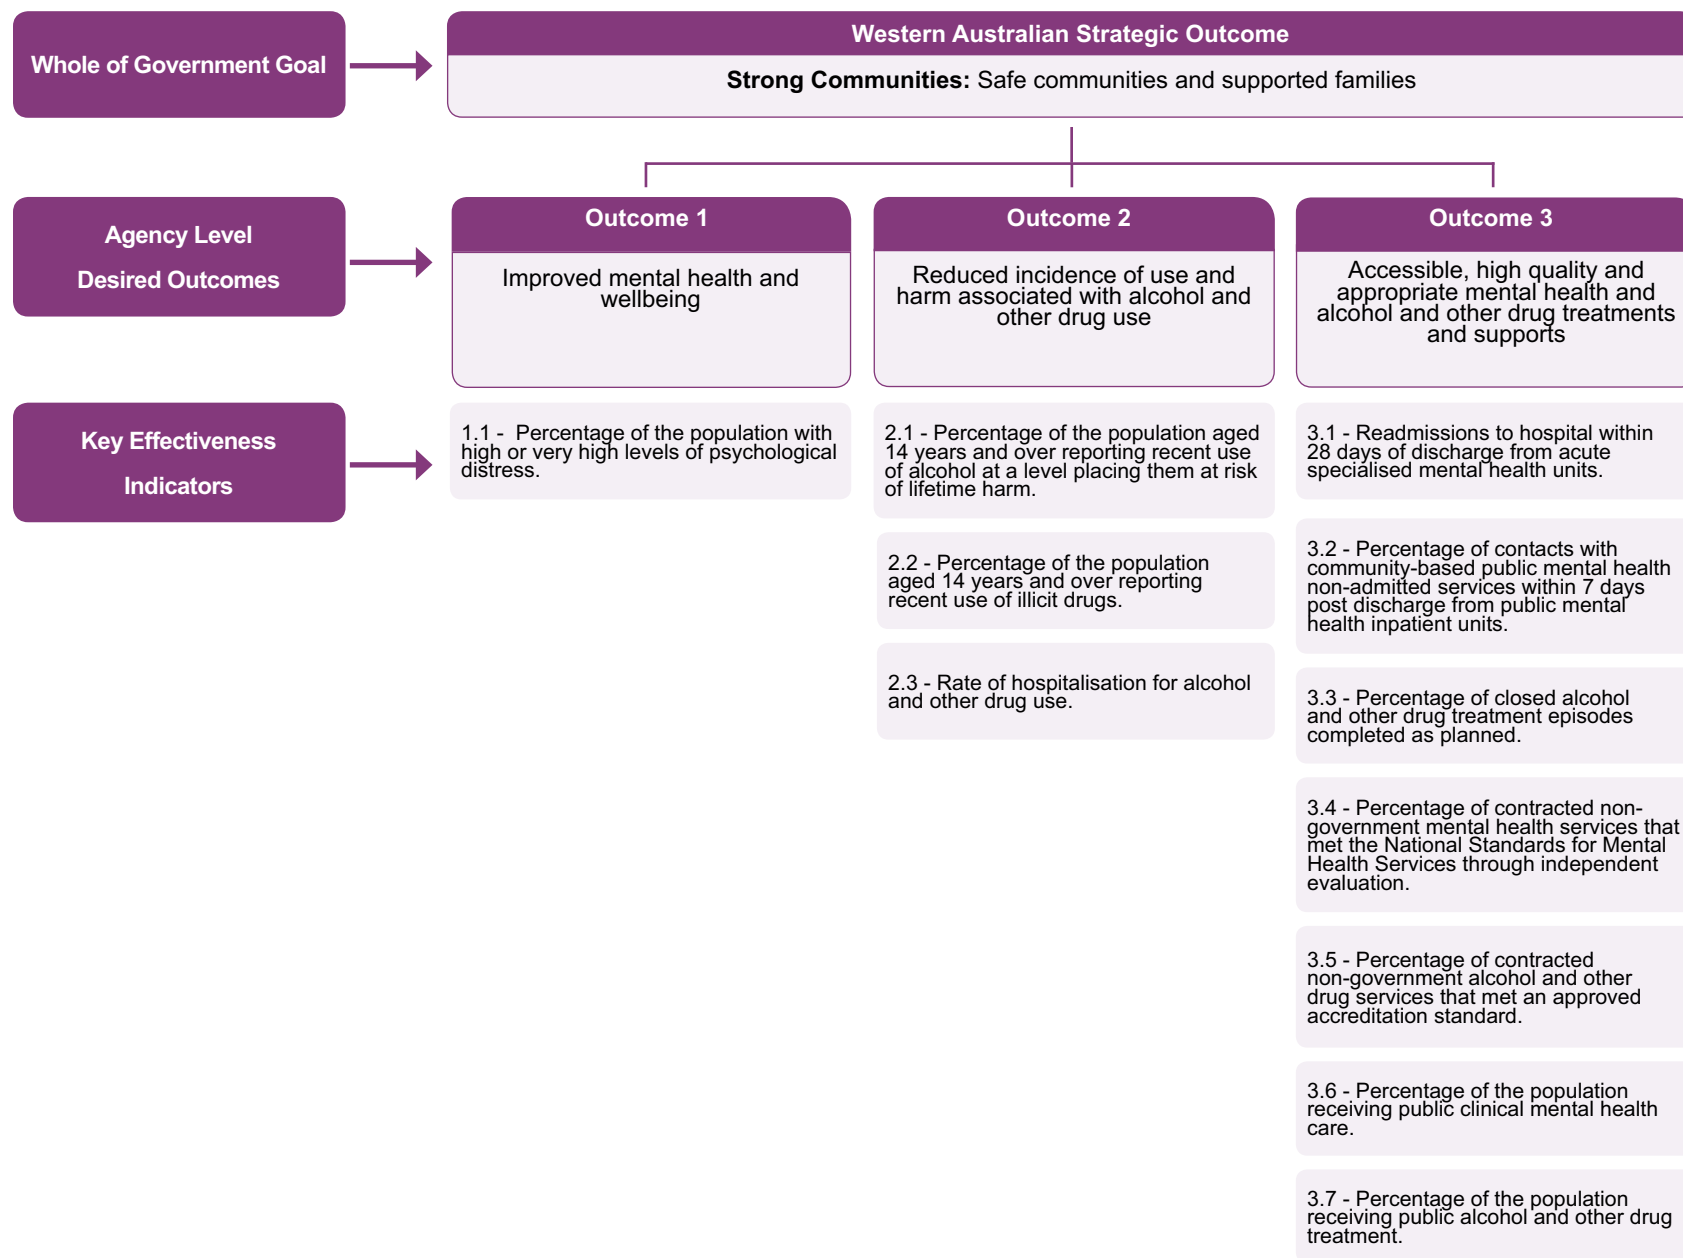 Whole of Government Goal
Western Australian Strategic Outcome
Strong Communities: Safe communities and supported families
Agency Level
Desired Outcomes
Outcome 1
Improved mental health and
wellbeing
Outcome 2
Reduced incidence of use and
harm associated with alcohol and
other drug use
Outcome 3
Accessible, high quality and
appropriate mental health and
alcohol and other drug treatments
and supports
Key Effectiveness
Indicators
1.1 - Percentage of the population with
high or very high levels of psychological
distress.
2.1 - Percentage of the population aged
14 years and over reporting recent use
of alcohol at a level placing them at risk
of lifetime harm.
2.2 - Percentage of the population
aged 14 years and over reporting
recent use of illicit drugs.
2.3 - Rate of hospitalisation for alcohol
and other drug use.
3.1 - Readmissions to hospital within
28 days of discharge from acute
specialised mental health units.
3.2 - Percentage of contacts with
community-based public mental health
non-admitted services within 7 days
post discharge from public mental
health inpatient units.
3.3 - Percentage of closed alcohol
and other drug treatment episodes
completed as planned.
3.4 - Percentage of contracted non-
government mental health services that
met the National Standards for Mental
Health Services through independent
evaluation.
3.5 - Percentage of contracted
non-government alcohol and other
drug services that met an approved
accreditation standard.
3.6 - Percentage of the population
receiving public clinical mental health
care.
3.7 - Percentage of the population
receiving public alcohol and other drug
treatment.